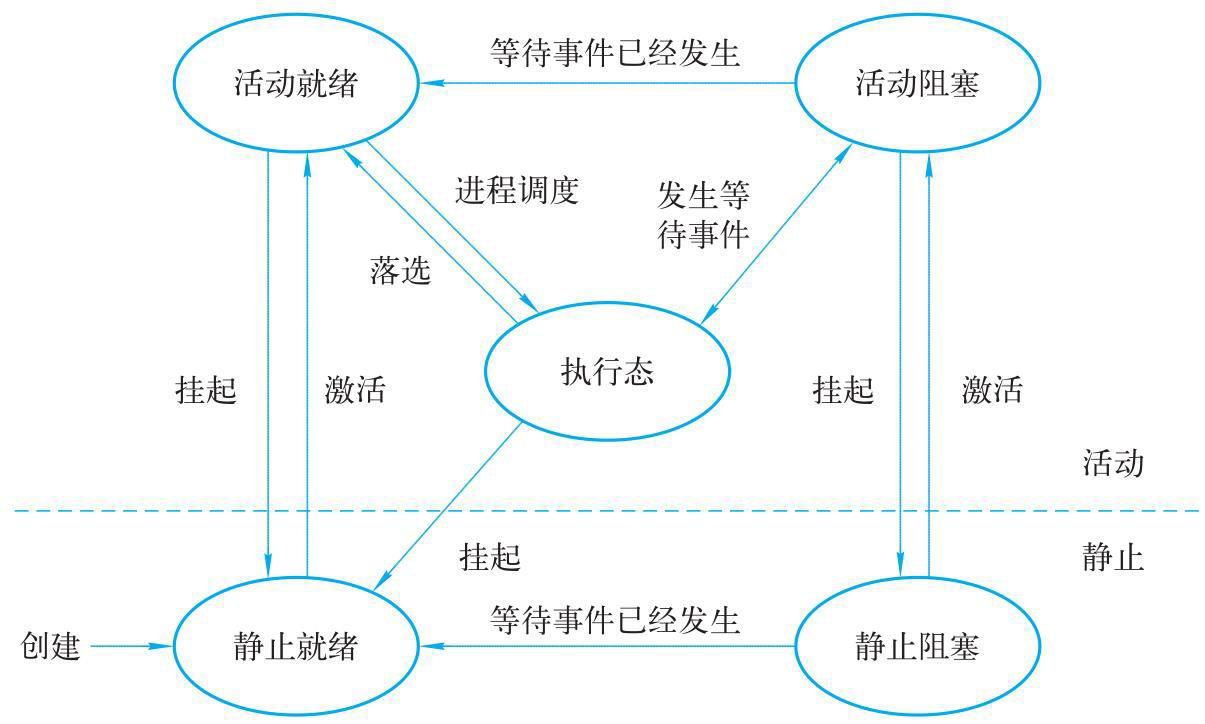 等待事件已经发生
活动就绪
活动阻塞
进程调度
发生等
待事件
落选
执行态
挂起
激活
挂起
激活
活动
挂起
静止
等待事件已经发生
创建
静止就绪
静止阻塞